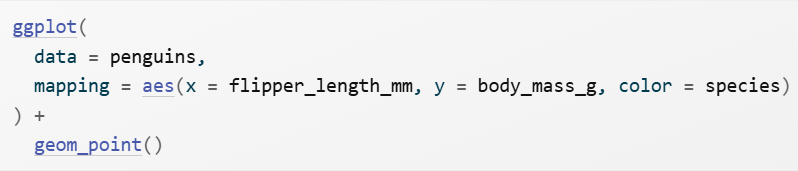 ggplot(
  data = penguins,
  mapping = aes(x = flipper_length_mm, y = body_mass_g, color = species)
) +
  geom_point()